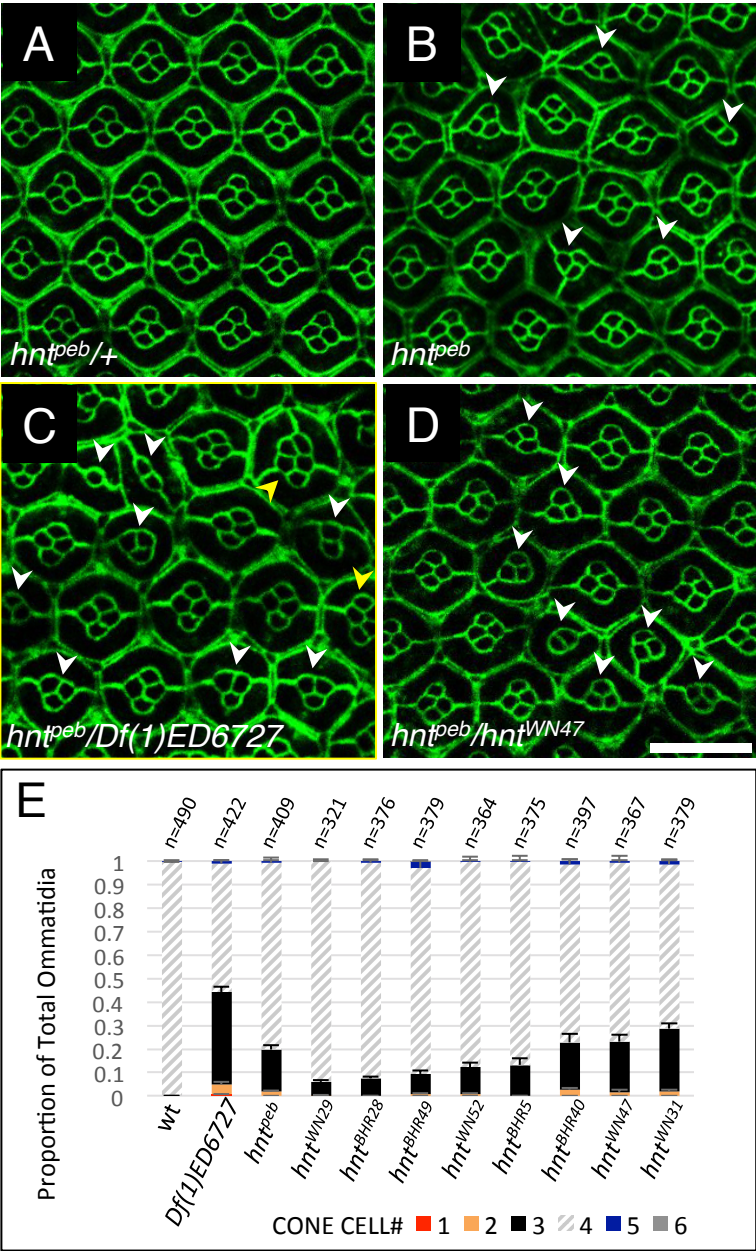 A
hnt^peb/+
B
hnt^peb
C
hnt^peb/Df(1)ED6727
D
hnt^peb/hnt^WN47
E
n=490 n=422 n=409 n=321 n=376 n=379 n=364 n=375 n=397 n=367 n=379
Proportion of Total Ommatidia
1
0.9
0.8
0.7
0.6
0.5
0.4
0.3
0.2
0.1
0
Wt Df(1)ED6727 hnt^peb hnt^WN29 hnt^BHR28 hnt^BHR49 hnt^WN52 hnt^BHR5 hnt^BHR40 hnt^WN47 hnt^WN31
CONE CELL# 1 2 3 4 5 6